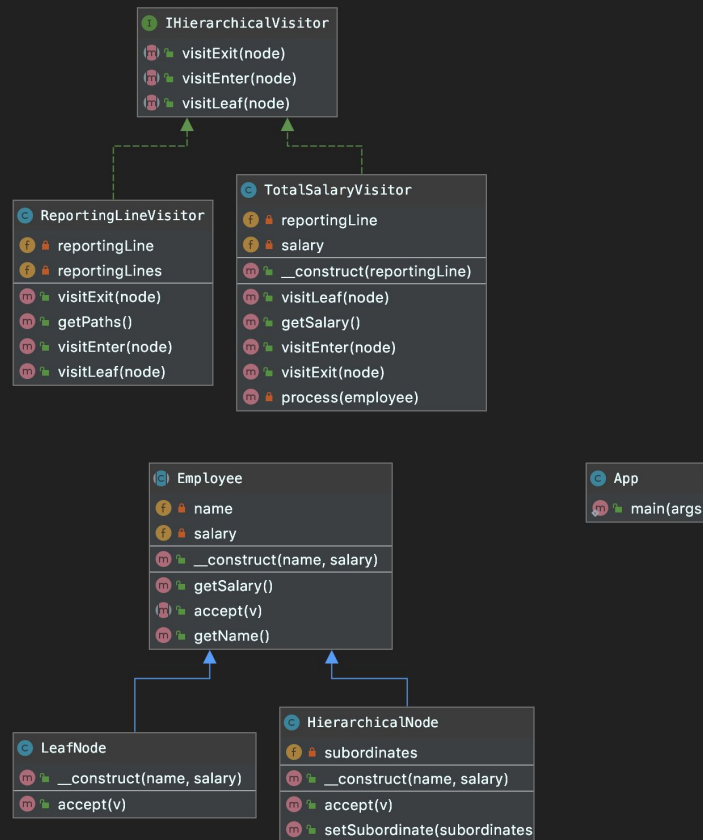 IHierarchicalVisitor
visitExit(node)
visitEnter(node)
visitLeaf(node)
ReportingLineVisitor
reportingLine
reportingLines
visitExit(node)
getPaths()
visitEnter(node)
visitLeaf(node)
TotalSalaryVisitor
reportingLine
salary
__construct(reportingLine)
visitLeaf(node)
getSalary()
visitEnter(node)
visitExit(node)
process(employee)
Employee
name
salary
__construct(name, salary)
getSalary()
accept(v)
getName()
App
main(args
LeafNode
__construct(name, salary)
accept(v)
HierarchicalNode
subordinates
__construct(name, salary)
accept(v)
setSubordinate(subordinates